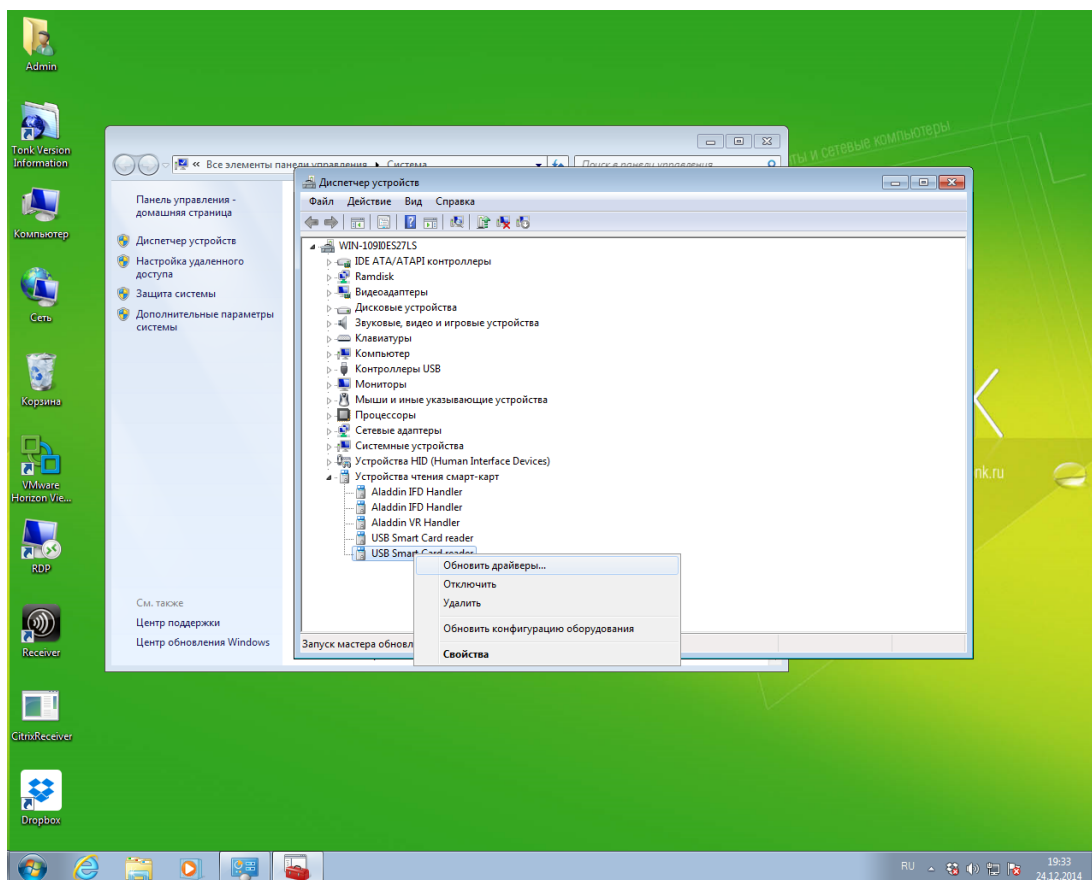 Admin
Tonk Version
Information
Компьютер
Сеть
Корзина
VMware
Horizon Vie...
RDP
Receiver
CitrixReceiver
Dropbox
ты и сетевые компьютеры
nk.ru
« Все элементы панели управления ▸ Система
Поиск в панели управления
Панель управления -
домашняя страница
Диспетчер устройств
Настройка удаленного
доступа
Защита системы
Дополнительные параметры
системы
См. также
Центр поддержки
Центр обновления Windows
Диспетчер устройств
Файл Действие Вид Справка
WIN-109I0ES27LS
IDE ATA/ATAPI контроллеры
Ramdisk
Видеоадаптеры
Дисковые устройства
Звуковые, видео и игровые устройства
Клавиатуры
Компьютер
Контроллеры USB
Мониторы
Мыши и иные указывающие устройства
Процессоры
Сетевые адаптеры
Системные устройства
Устройства HID (Human Interface Devices)
Устройства чтения смарт-карт
Aladdin IFD Handler
Aladdin IFD Handler
Aladdin VR Handler
USB Smart Card reader
USB Smart Card reader
Обновить драйверы...
Отключить
Удалить
Обновить конфигурацию оборудования
Свойства
Запуск мастера обновл
RU
19:33
24.12.2014